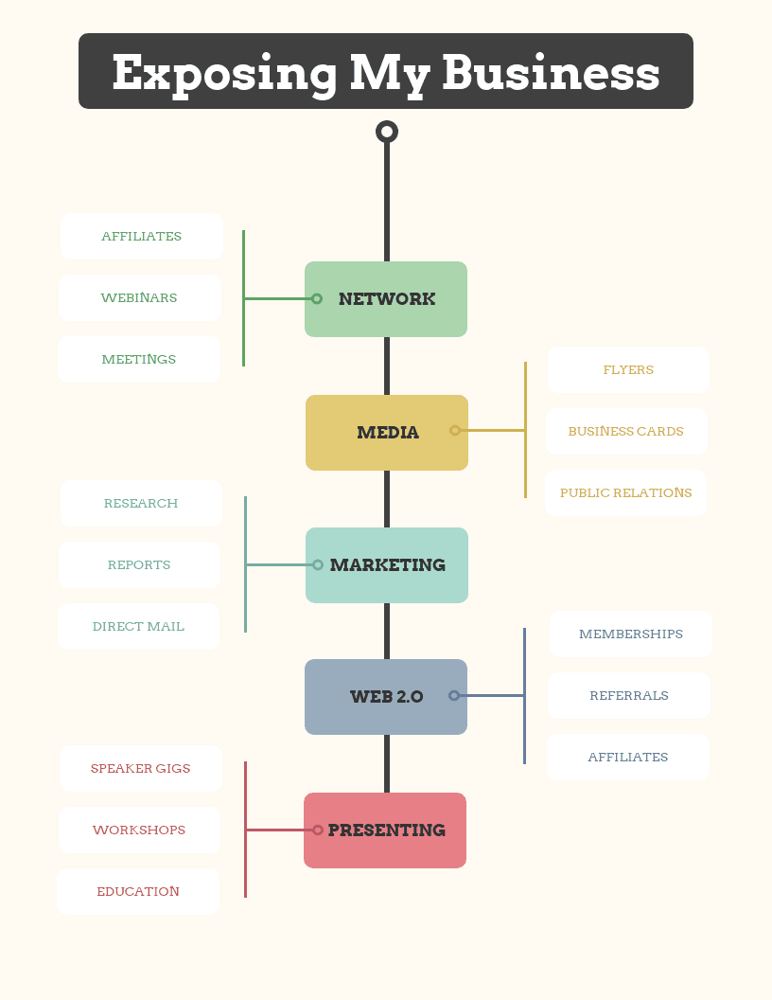 Exposing My Business
NETWORK
AFFILIATES
WEBINARS
MEETINGS
MEDIA
FLYERS
BUSINESS CARDS
PUBLIC RELATIONS
MARKETING
RESEARCH
REPORTS
DIRECT MAIL
WEB 2.0
MEMBERSHIPS
REFERRALS
AFFILIATES
PRESENTING
SPEAKER GIGS
WORKSHOPS
EDUCATION